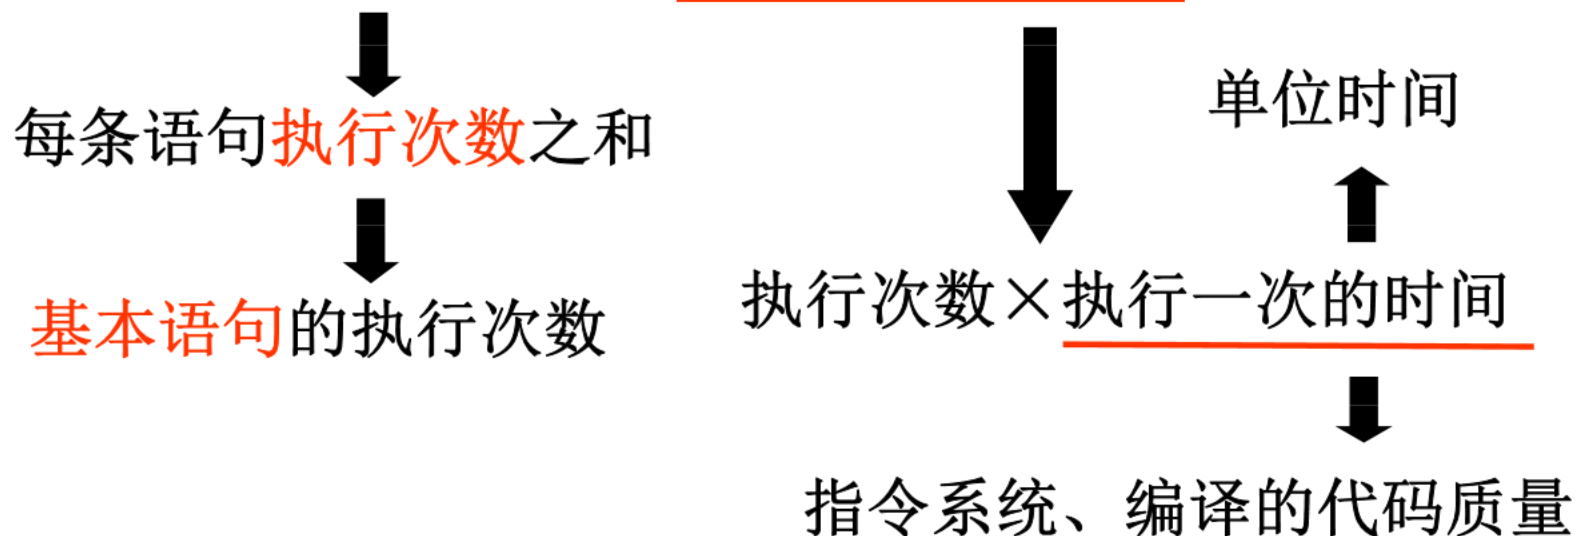 单位时间
每条语句执行次数之和
执行次数×执行一次的时间
基本语句的执行次数
指令系统、编译的代码质量